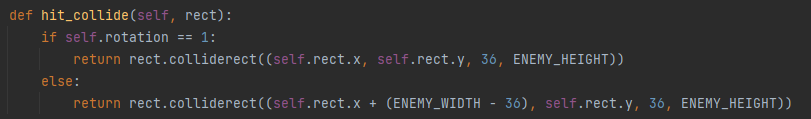 def hit_collide(self, rect):
    if self.rotation == 1:
        return rect.colliderect((self.rect.x, self.rect.y, 36, ENEMY_HEIGHT))
    else:
        return rect.colliderect((self.rect.x + (ENEMY_WIDTH - 36), self.rect.y, 36, ENEMY_HEIGHT))